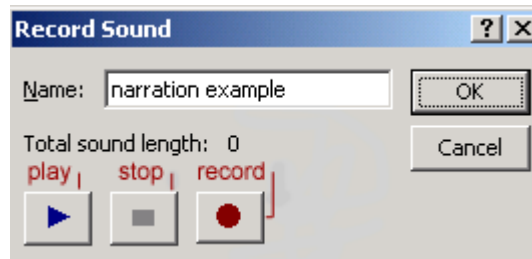 Record Sound
Name: narration example
OK
Total sound length: 0
Cancel
play stop record